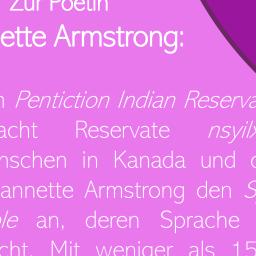 Zur Poetin
ette Armstrong:
Pentiction Indian Reserva
acht Reservate nsyilx
nschen in Kanada und
annette Armstrong den S
le an, deren Sprache
cht. Mit weniger als 15